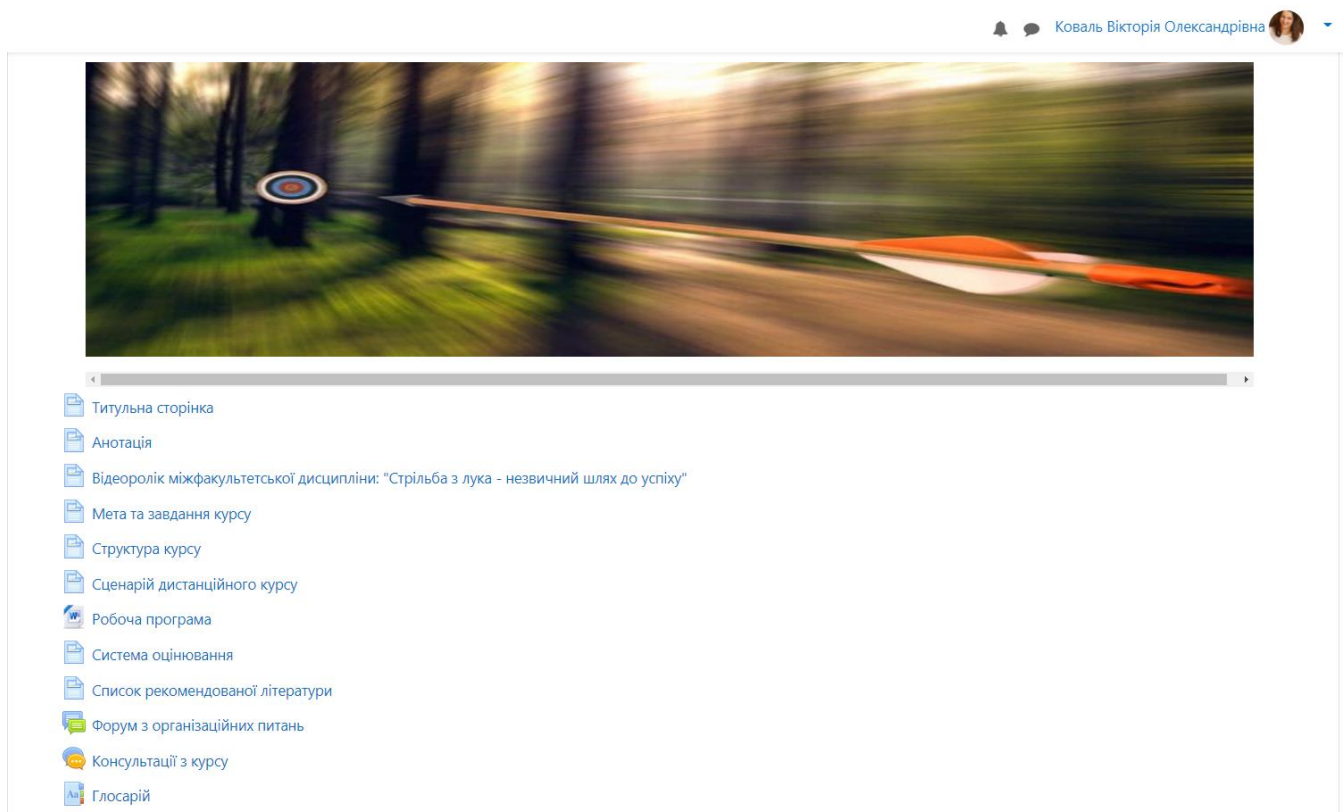 Коваль Вікторія Олександрівна
Титульна сторінка
Анотація
Відеоролік міжфакультетської дисципліни: "Стрільба з лука - незвичний шлях до успіху"
Мета та завдання курсу
Структура курсу
Сценарій дистанційного курсу
Робоча програма
Система оцінювання
Список рекомендованої літератури
Форум з організаційних питань
Консультації з курсу
Глосарій